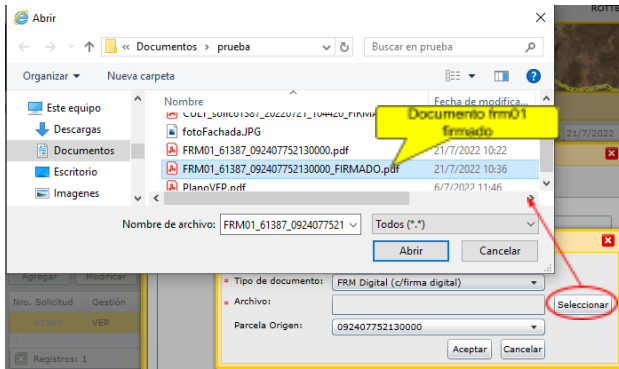 Abrir
ROTTE
« Documentos › prueba
Buscar en prueba
Organizar
Nueva carpeta
Este equipo
Descargas
Documentos
Escritorio
Imagenes
Nombre
Fecha de modifica...
fotoFachada.JPG
FRM01_61387_092407752130000.pdf 21/7/2022 10:22
FRM01_61387_092407752130000_FIRMADO.pdf 21/7/2022 10:36
PlanoVEP.pdf 6/7/2022 11:46
Documento frm01
firmado
21/7/2022
Nombre de archivo: FRM01_61387_0924077521
Todos (*.*)
Abrir
Cancelar
Agregar
Modificar
Nro. Solicitud
Gestión
61387
VEP
Registros: 1
* Tipo de documento: FRM Digital (c/firma digital)
* Archivo:
Seleccionar
Parcela Origen: 092407752130000
Aceptar
Cancelar